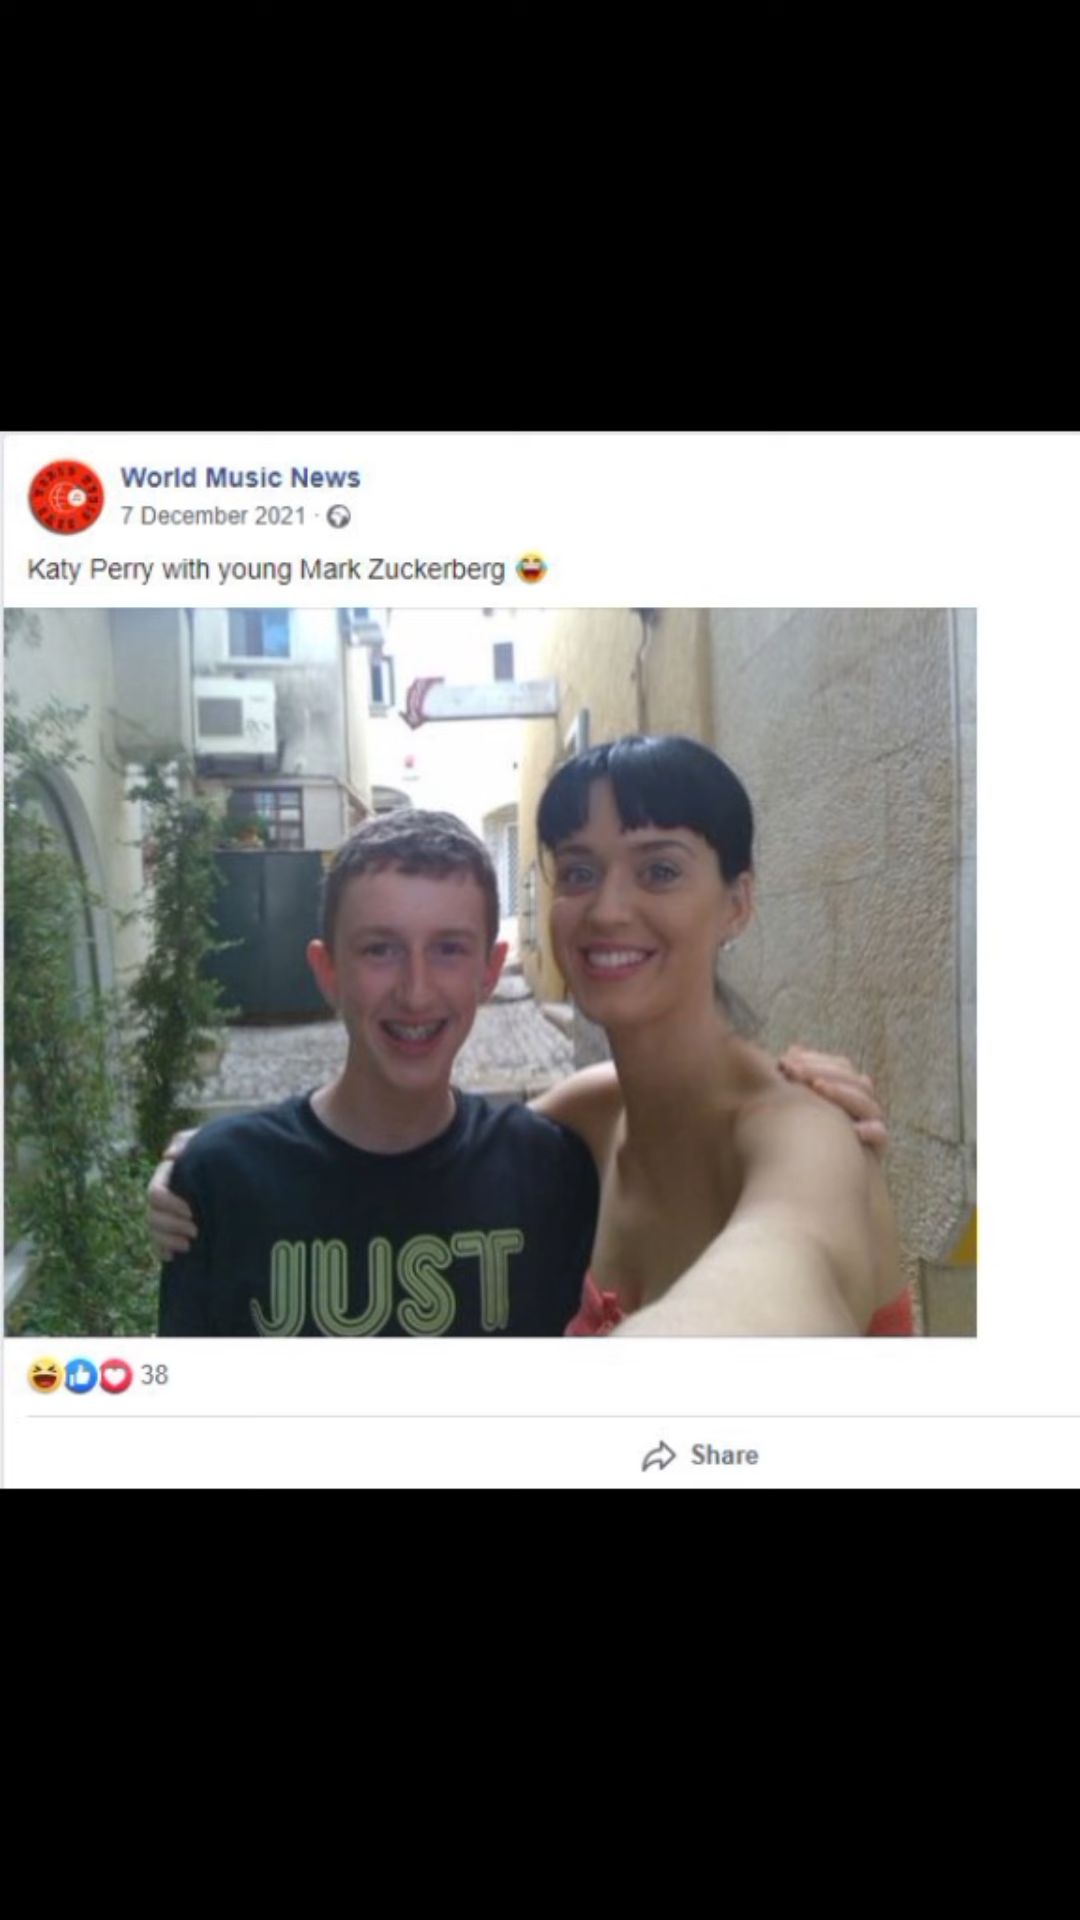 World Music News
7 December 2021 ·
Katy Perry with young Mark Zuckerberg 😂
JUST
38
Share